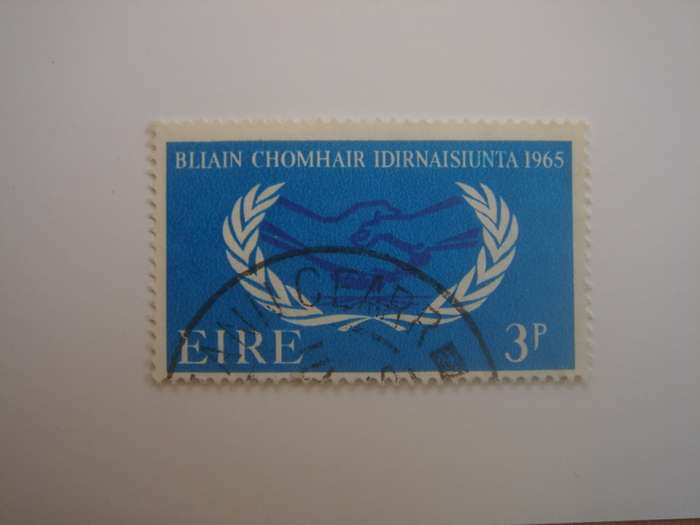 BLIAIN CHOMHAIR IDIRNAISIUNTA 1965
EIRE 3P